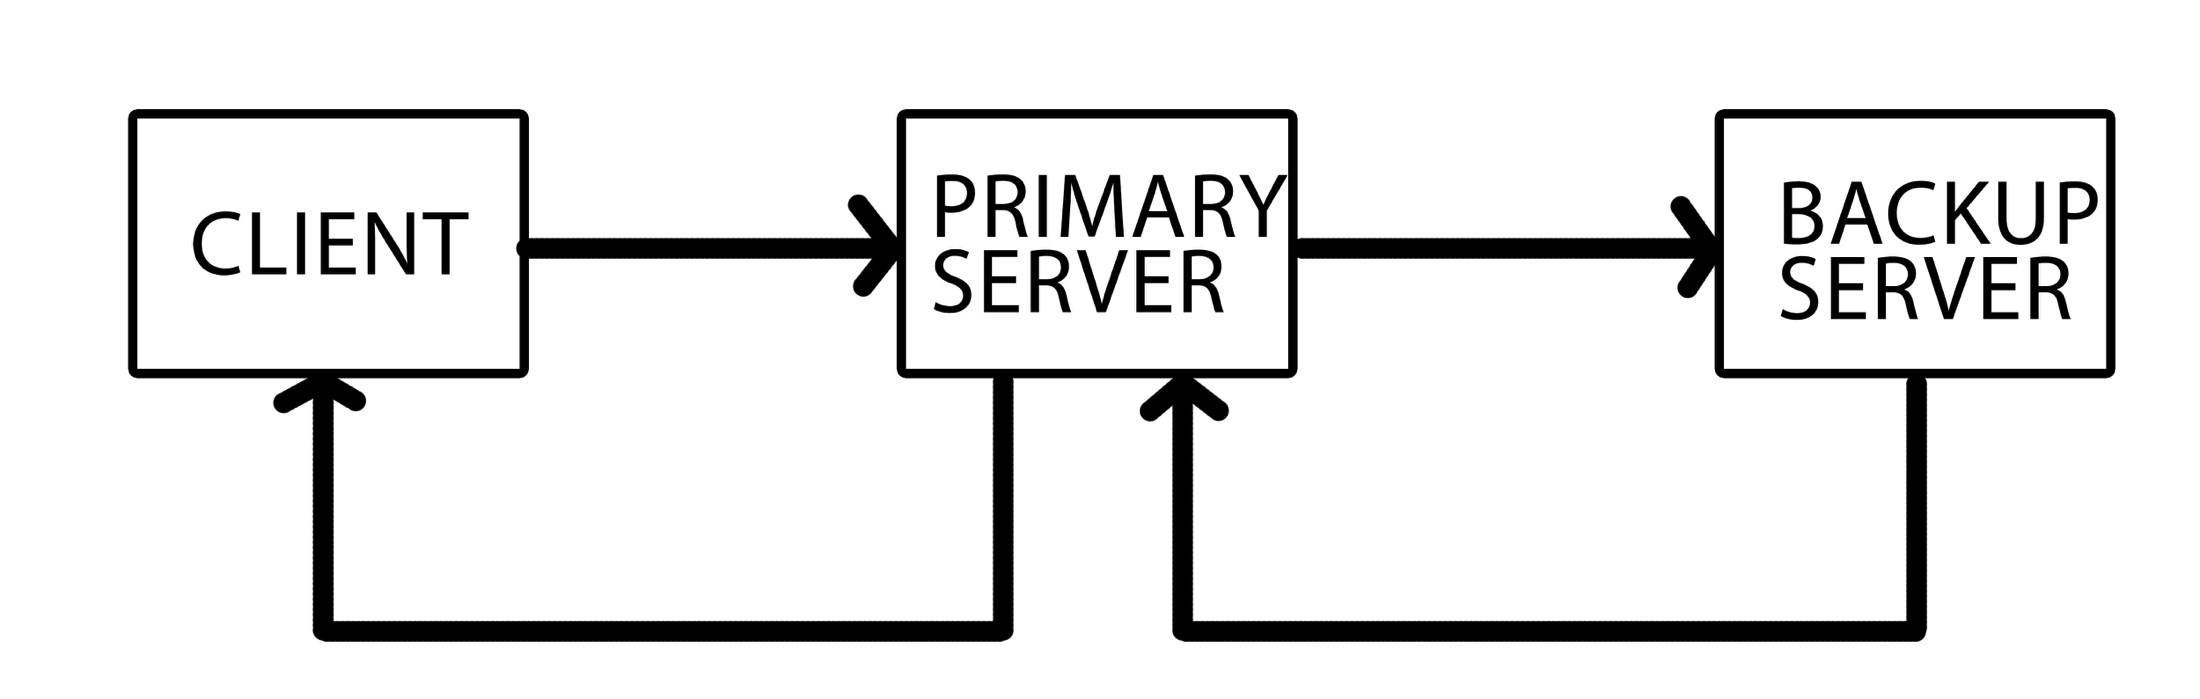 CLIENT
PRIMARY
SERVER
BACKUP
SERVER